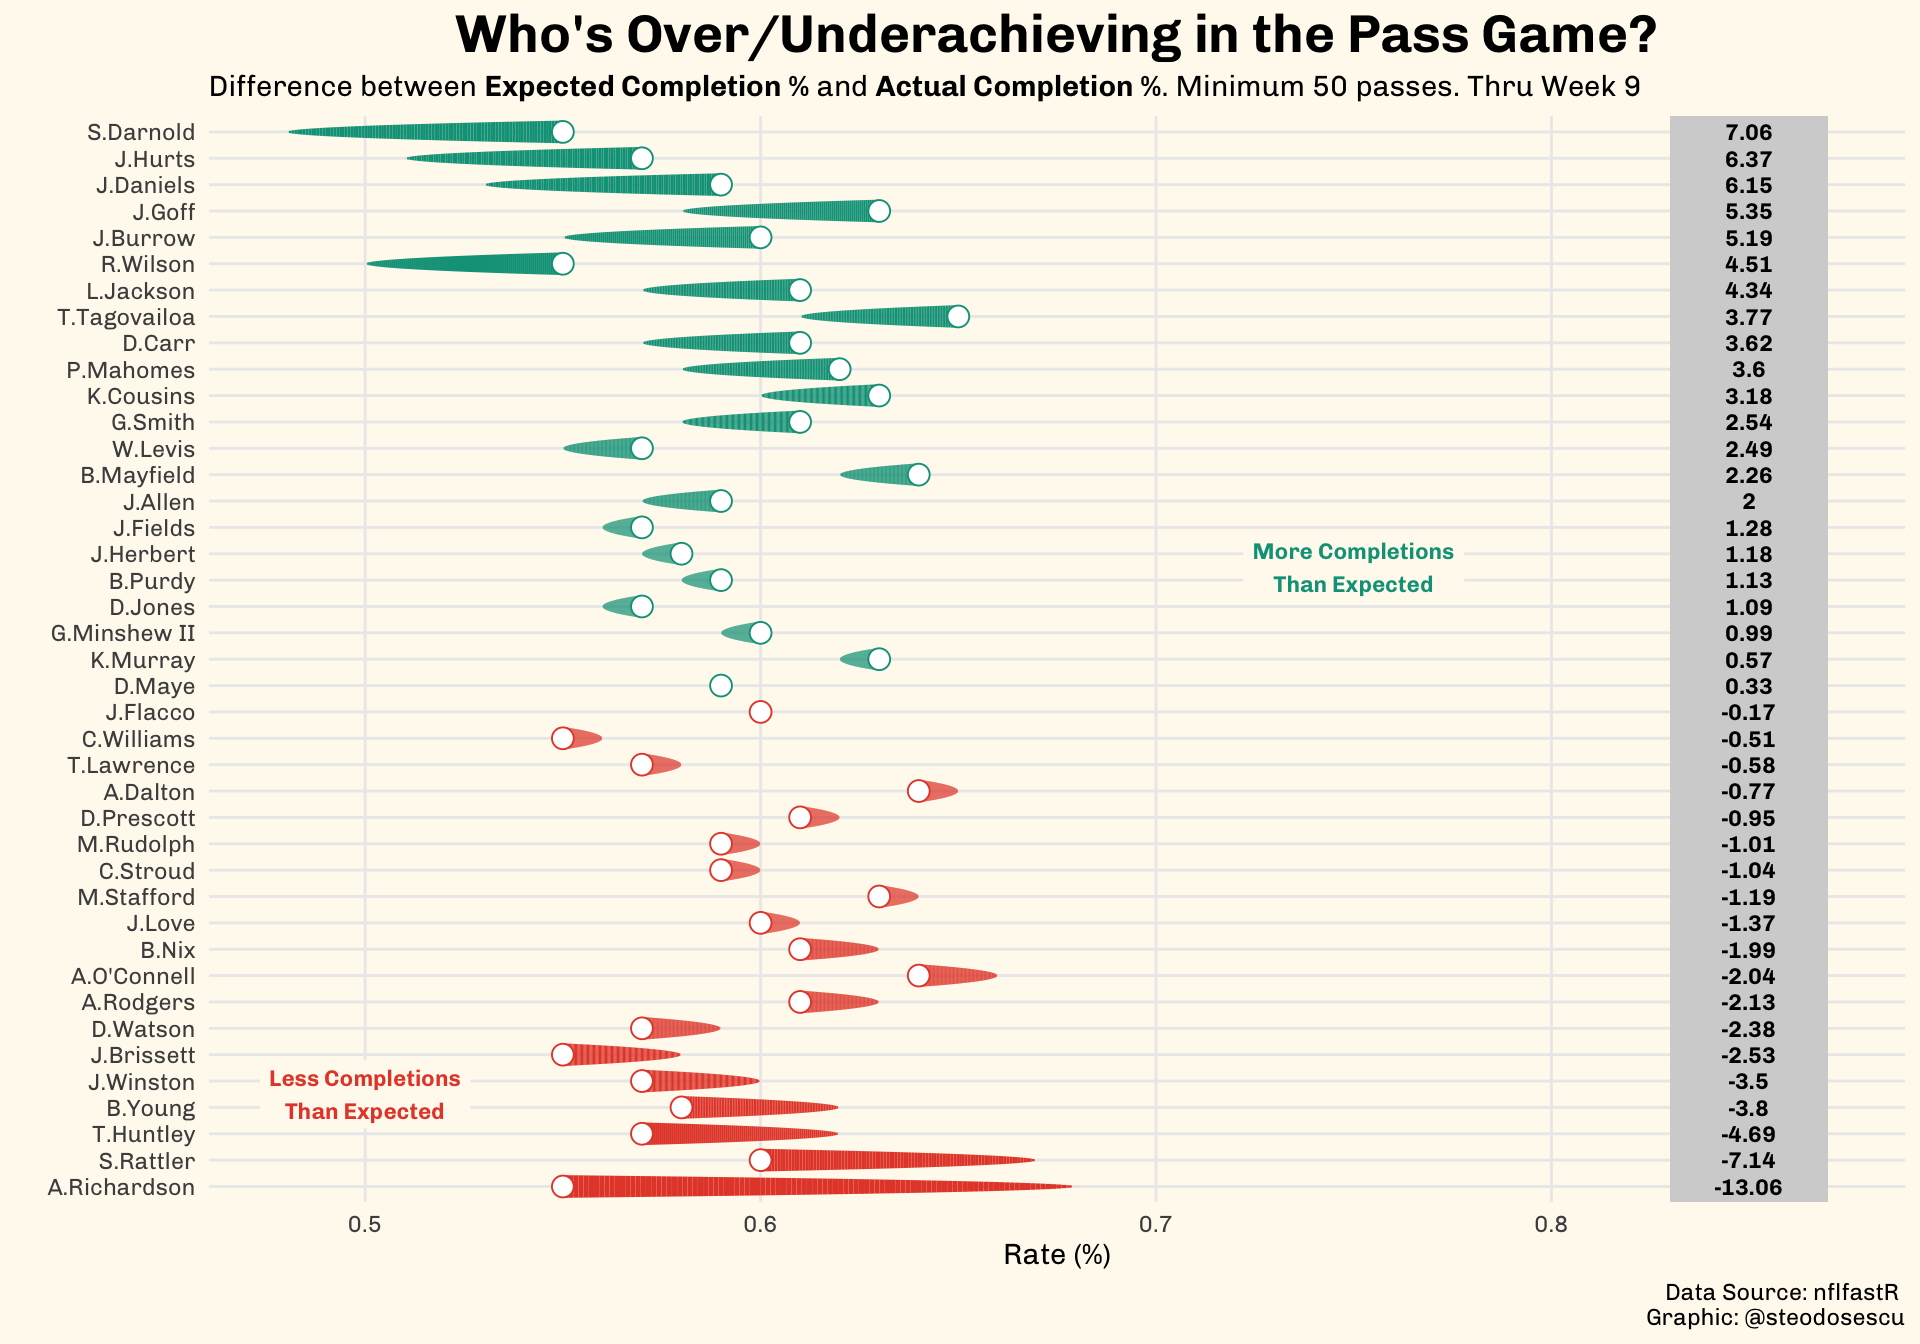 Who's Over/Underachieving in the Pass Game?
Difference between Expected Completion % and Actual Completion %. Minimum 50 passes. Thru Week 9
S.Darnold 7.06
J.Hurts 6.37
J.Daniels 6.15
J.Goff 5.35
J.Burrow 5.19
R.Wilson 4.51
L.Jackson 4.34
T.Tagovailoa 3.77
D.Carr 3.62
P.Mahomes 3.6
K.Cousins 3.18
G.Smith 2.54
W.Levis 2.49
B.Mayfield 2.26
J.Allen 2
J.Fields 1.28
J.Herbert 1.18
B.Purdy 1.13
D.Jones 1.09
G.Minshew II 0.99
K.Murray 0.57
D.Maye 0.33
J.Flacco -0.17
C.Williams -0.51
T.Lawrence -0.58
A.Dalton -0.77
D.Prescott -0.95
M.Rudolph -1.01
C.Stroud -1.04
M.Stafford -1.19
J.Love -1.37
B.Nix -1.99
A.O'Connell -2.04
A.Rodgers -2.13
D.Watson -2.38
J.Brissett -2.53
J.Winston -3.5
B.Young -3.8
T.Huntley -4.69
S.Rattler -7.14
A.Richardson -13.06
More Completions
Than Expected
Less Completions
Than Expected
0.5 0.6 0.7 0.8
Rate (%)
Data Source: nflfastR
Graphic: @steodosescu